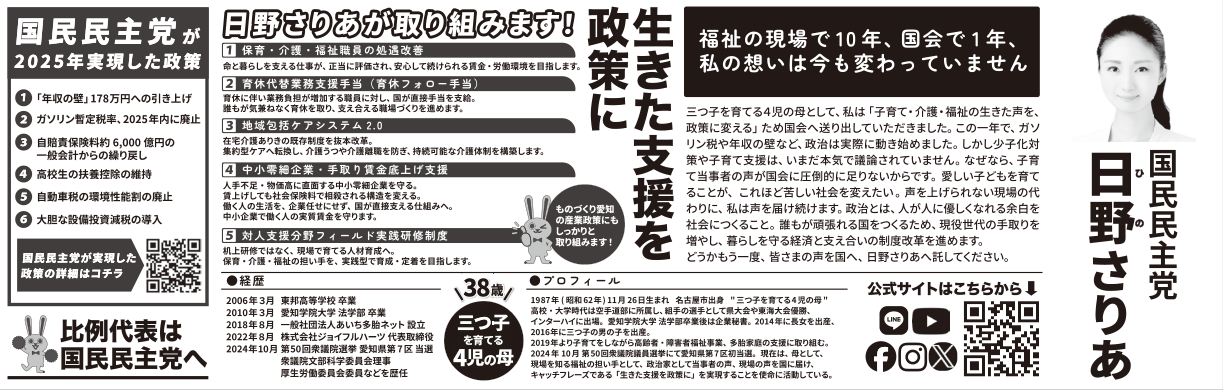 国民民主党が
2025年実現した政策
1 「年収の壁」178万円への引き上げ
2 ガソリン暫定税率、2025年内に廃止
3 自賠責保険料約6,000億円の
一般会計からの繰り戻し
4 高校生の扶養控除の維持
5 自動車税の環境性能割の廃止
6 大胆な設備投資減税の導入
国民民主党が実現した
政策の詳細はコチラ
比例代表は
国民民主党へ
日野さりあが取り組みます!
1 保育・介護・福祉職員の処遇改善
命と暮らしを支える仕事が、正当に評価され、安心して続けられる賃金・労働環境を目指します。
2 育休代替業務支援手当(育休フォロー手当)
育休に伴い業務負担が増加する職員に対し、国が直接手当を支給。
誰もが気兼ねなく育休を取り、支え合える職場づくりを進めます。
3 地域包括ケアシステム2.0
在宅介護ありきの既存制度を抜本改革。
集約型ケアへ転換し、介護うつや介護離職を防ぎ、持続可能な介護体制を構築します。
4 中小零細企業・手取り賃金底上げ支援
人手不足・物価高に直面する中小零細企業を守る。
賃上げしても社会保険料で相殺される構造を変える。
働く人の生活を、企業任せにせず、国が直接支える仕組みへ。
中小企業で働く人の実質賃金を守ります。
5 対人支援分野フィールド実践研修制度
机上研修ではなく、現場で育てる人材育成へ。
保育・介護・福祉の担い手を、実践型で育成・定着を目指します。
ものづくり愛知
の産業政策にも
しっかりと
取り組みます!
生きた支援を
政策に
福祉の現場で10年、国会で1年、
私の想いは今も変わっていません
三つ子を育てる4児の母として、私は「子育て・介護・福祉の生きた声を、
政策に変える」ため国会へ送り出していただきました。この一年で、ガソ
リン税や年収の壁など、政治は実際に動き始めました。しかし少子化対
策や子育て支援は、いまだ本気で議論されていません。なぜなら、子育
て当事者の声が国会に圧倒的に足りないからです。愛しい子どもを育て
ることが、これほど苦しい社会を変えたい。声を上げられない現場の代
わりに、私は声を届け続けます。政治とは、人が人に優しくなれる余白を
社会につくること。誰もが頑張れる国をつくるため、現役世代の手取りを
増やし、暮らしを守る経済と支え合いの制度改革を進めます。
どうかもう一度、皆さまの声を国へ、日野さりあへ託してください。
●経歴
2006年3月 東邦高等学校 卒業
2010年3月 愛知学院大学 法学部 卒業
2018年8月 一般社団法人あいち多胎ネット 設立
2022年8月 株式会社ジョイフルハーツ 代表取締役
2024年10月 第50回衆議院選挙 愛知県第7区 当選
衆議院文部科学委員会理事
厚生労働委員会委員などを歴任
38歳
三つ子
を育てる
4児の母
●プロフィール
1987年(昭和62年)11月26日生まれ 名古屋市出身 "三つ子を育てる4児の母"
高校・大学時代は空手道部に所属し、組手の選手として県大会や東海大会優勝、
インターハイに出場。愛知学院大学 法学部卒業後は企業秘書。2014年に長女を出産、
2016年に三つ子の男の子を出産。
2019年より子育てをしながら高齢者・障害者福祉事業、多胎家庭の支援に取り組む。
2024年10月 第50回衆議院議員選挙にて愛知県第7区初当選。現在は、母として、
現場を知る福祉の担い手として、政治家として当事者の声、現場の声を国に届け、
キャッチフレーズである「生きた支援を政策に」を実現することを使命に活動している。
公式サイトはこちらから
LINE
国民民主党
日野さりあ
ひの